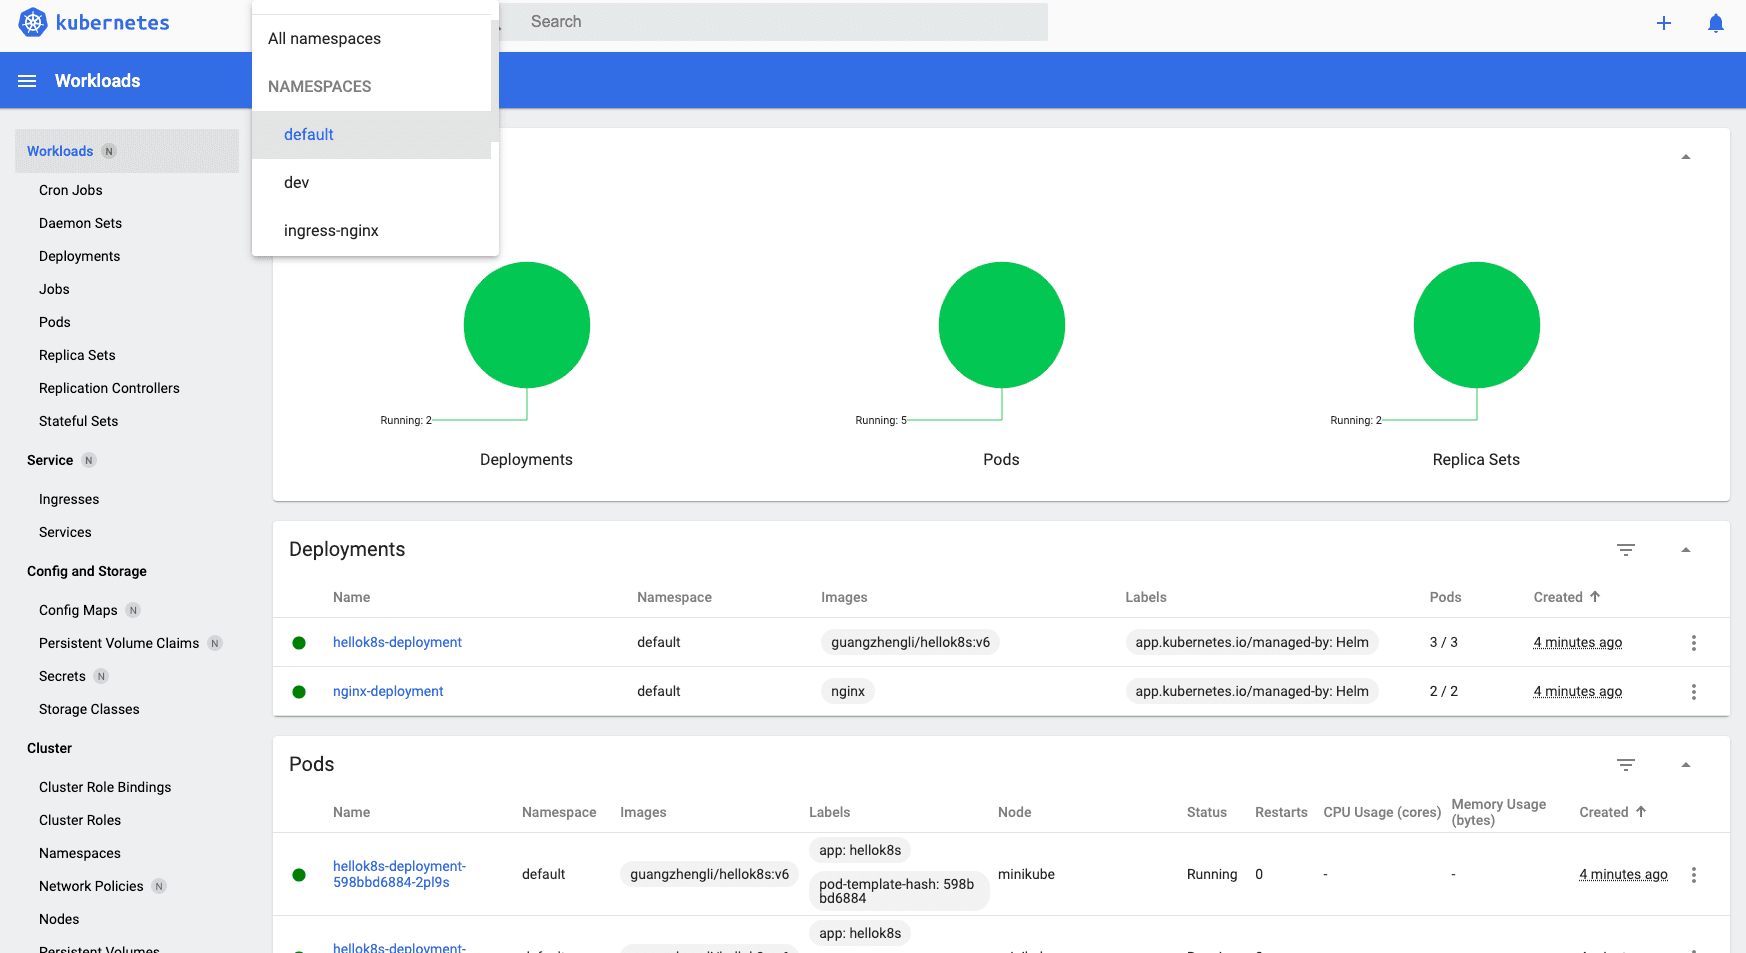 kubernetes
Search
All namespaces
NAMESPACES
default
dev
ingress-nginx
Workloads
Workloads N
Cron Jobs
Daemon Sets
Deployments
Jobs
Pods
Replica Sets
Replication Controllers
Stateful Sets
Service N
Ingresses
Services
Config and Storage
Config Maps N
Persistent Volume Claims N
Secrets N
Storage Classes
Cluster
Cluster Role Bindings
Cluster Roles
Namespaces
Network Policies N
Nodes
Persistent Volumes
Running: 2
Deployments
Running: 5
Pods
Running: 2
Replica Sets
Deployments
Name Namespace Images Labels Pods Created
hellok8s-deployment default guangzhengli/hellok8s:v6 app.kubernetes.io/managed-by: Helm 3 / 3 4 minutes ago
nginx-deployment default nginx app.kubernetes.io/managed-by: Helm 2 / 2 4 minutes ago
Pods
Name Namespace Images Labels Node Status Restarts CPU Usage (cores) Memory Usage (bytes) Created
hellok8s-deployment-
598bbd6884-2pl9s
default
guangzhengli/hellok8s:v6
app: hellok8s
pod-template-hash: 598b
bd6884
minikube
Running
0
-
-
4 minutes ago
hellok8s-deployment-
app: hellok8s